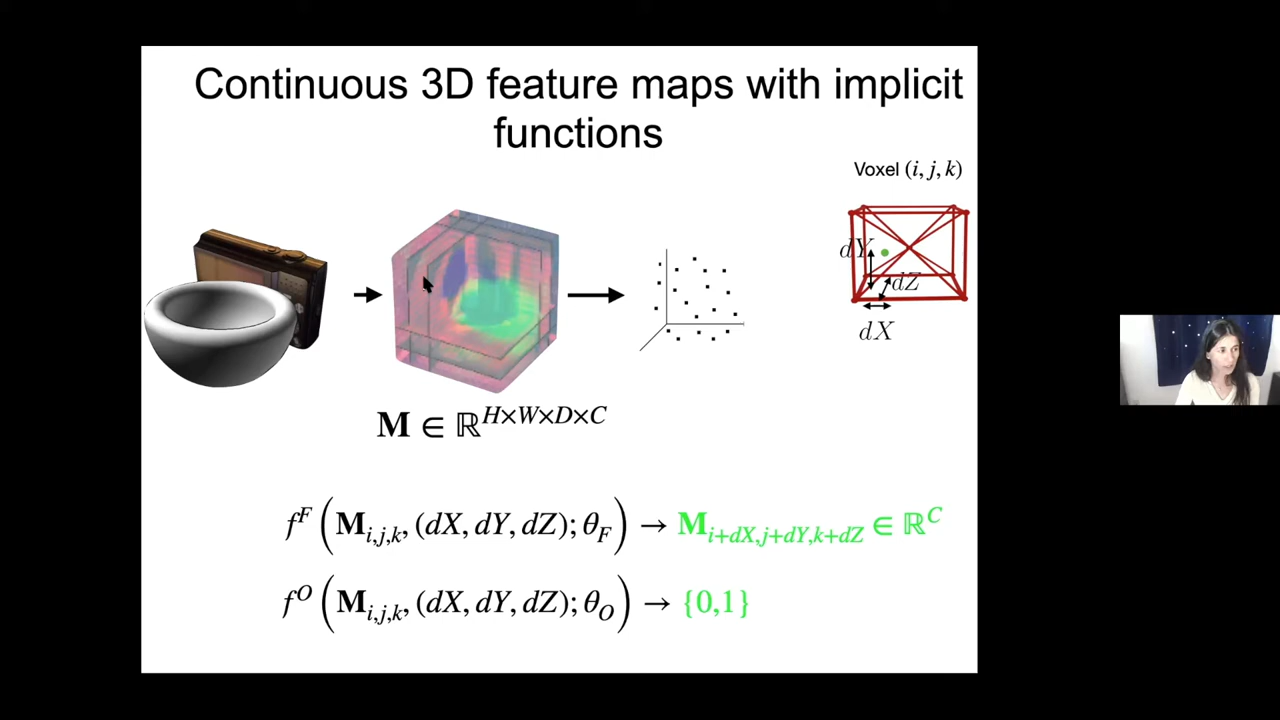 Continuous 3D feature maps with implicit
functions
Voxel (i, j, k)
dY
dZ
dX
M ∈ ℝ^{H×W×D×C}
f^F (M_{i,j,k}, (dX, dY, dZ); θ_F) → M_{i+dX,j+dY,k+dZ} ∈ ℝ^C
f^O (M_{i,j,k}, (dX, dY, dZ); θ_O) → {0,1}